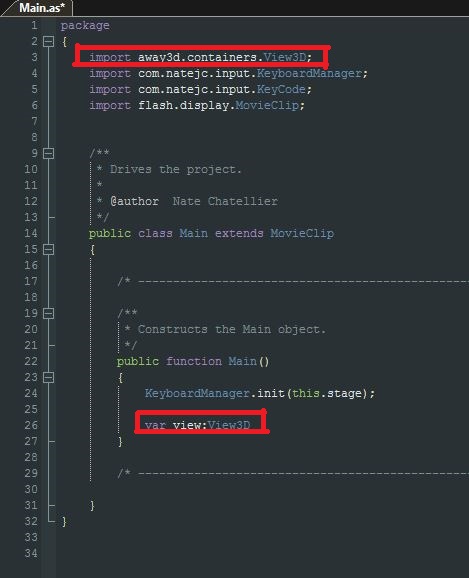 Main.as*
1 package
2 {
3 import away3d.containers.View3D;
4 import com.natejc.input.KeyboardManager;
5 import com.natejc.input.KeyCode;
6 import flash.display.MovieClip;
7
8
9 /**
10 * Drives the project.
11 *
12 * @author Nate Chatellier
13 */
14 public class Main extends MovieClip
15 {
16
17 /* ------------------------------------------------
18
19 /**
20 * Constructs the Main object.
21 */
22 public function Main()
23 {
24 KeyboardManager.init(this.stage);
25
26 var view:View3D
27 }
28
29 /* ------------------------------------------------
30
31 }
32 }
33
34